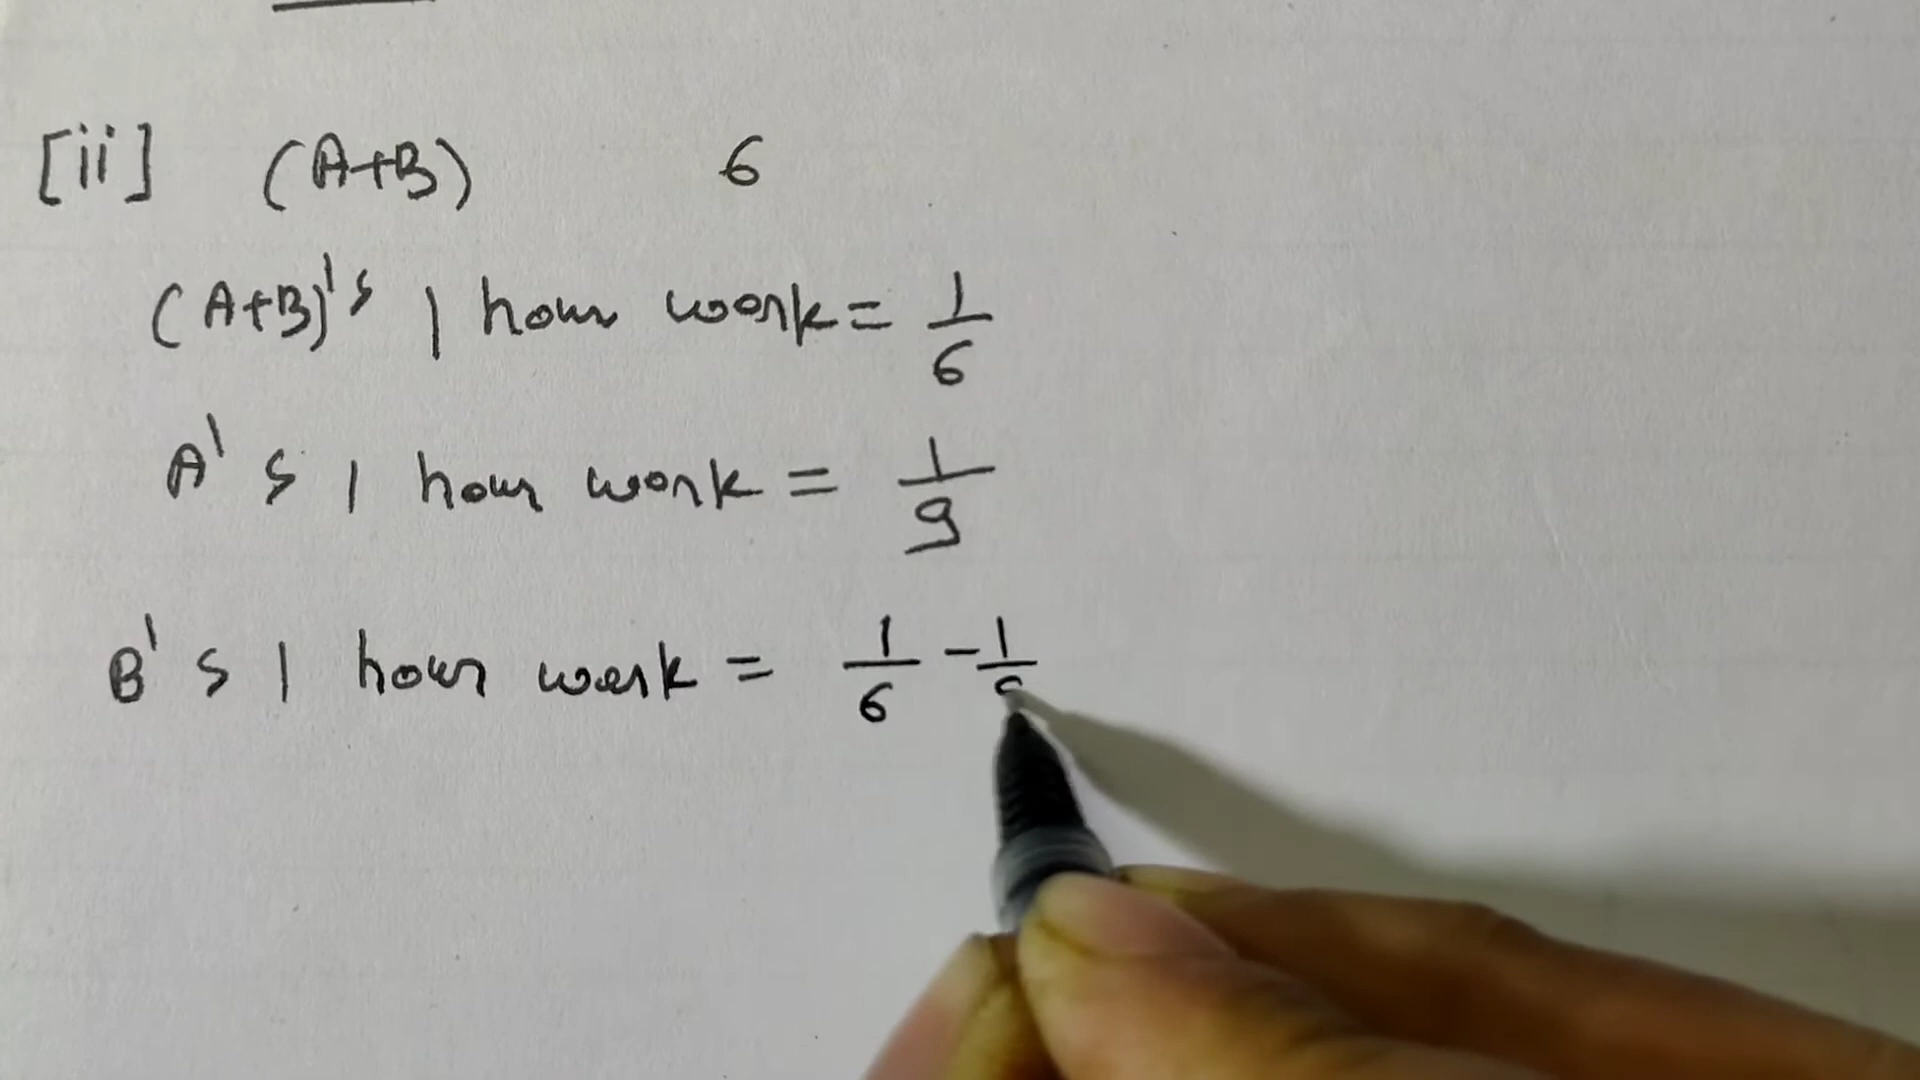 [ii] (A+B) 6
(A+B)'s 1 hour work = 1/6
A's 1 hour work = 1/9
B's 1 hour work = 1/6 - 1/